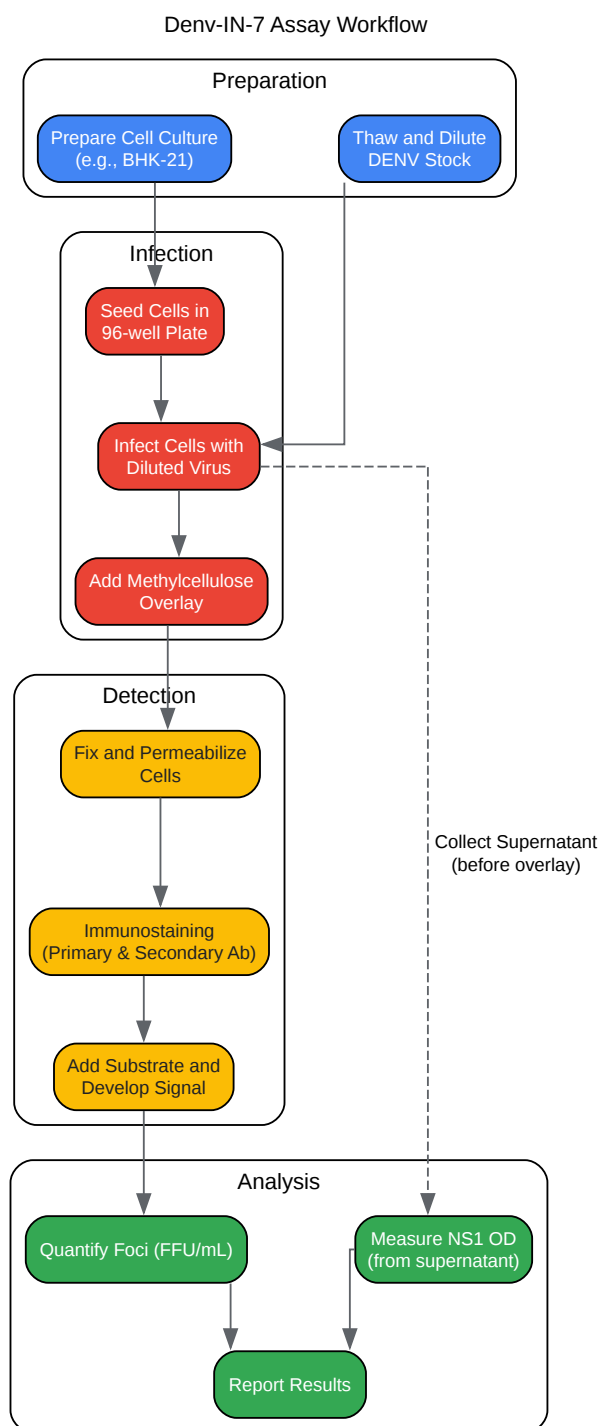 Denv-IN-7 Assay Workflow
Preparation
Prepare Cell Culture
(e.g., BHK-21)
Thaw and Dilute
DENV Stock
Infection
Seed Cells in
96-well Plate
Infect Cells with
Diluted Virus
Add Methylcellulose
Overlay
Detection
Fix and Permeabilize
Cells
Collect Supernatant
(before overlay)
Immunostaining
(Primary & Secondary Ab)
Add Substrate and
Develop Signal
Analysis
Quantify Foci (FFU/mL)
Measure NS1 OD
(from supernatant)
Report Results